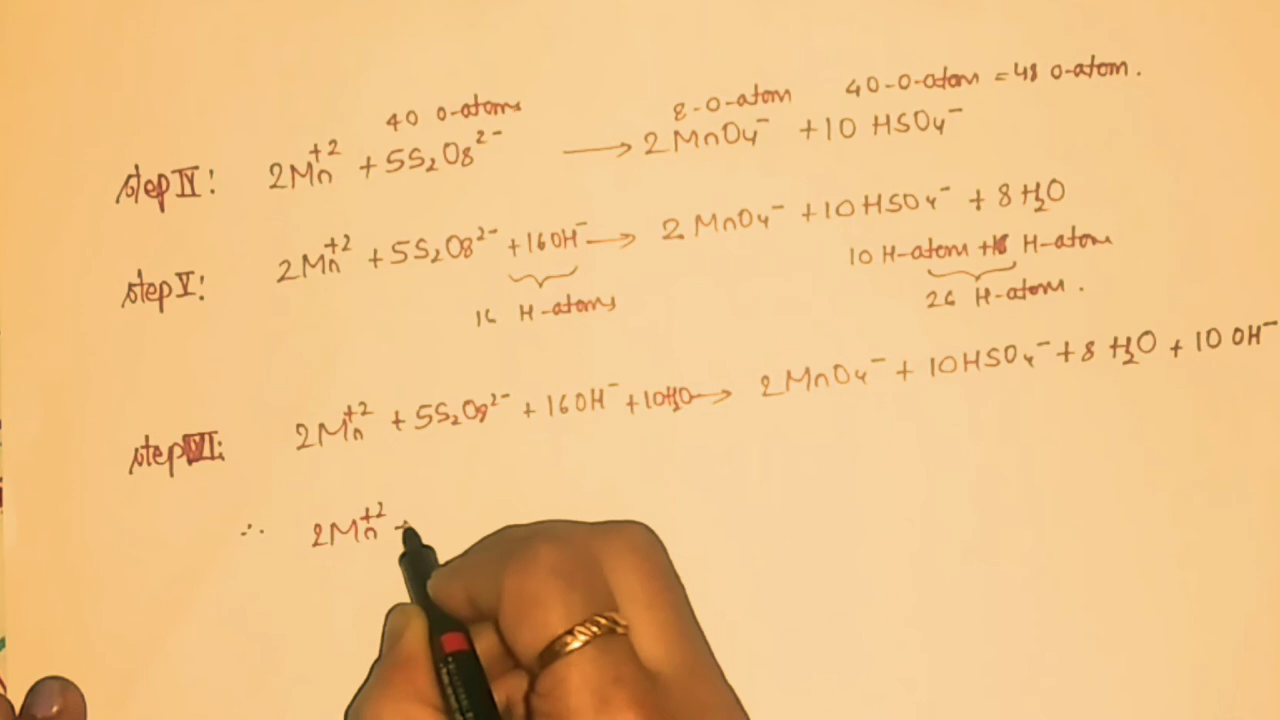 40 O-atoms 8-O-atom 40-O-atom = 48 O-atom.
step IV: 2Mn+2 + 5S2O8 2- → 2MnO4- + 10 HSO4-
step V: 2Mn+2 + 5S2O8 2- + 16OH- → 2MnO4- + 10HSO4- + 8H2O
16 H-atoms 10 H-atom + 16 H-atom
26 H-atom.
step VI: 2Mn+2 + 5S2O8 2- + 16OH- + 10H2O → 2MnO4- + 10HSO4- + 8H2O + 10OH-
∴ 2Mn+2 +